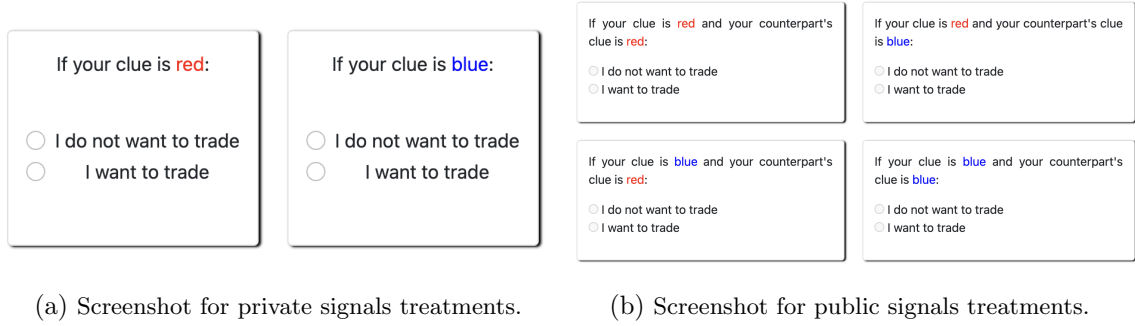 If your clue is red:
I do not want to trade
I want to trade
If your clue is blue:
I do not want to trade
I want to trade
(a) Screenshot for private signals treatments.
If your clue is red and your counterpart's
clue is red:
I do not want to trade
I want to trade
If your clue is red and your counterpart's clue
is blue:
I do not want to trade
I want to trade
If your clue is blue and your counterpart's
clue is red:
I do not want to trade
I want to trade
If your clue is blue and your counterpart's
clue is blue:
I do not want to trade
I want to trade
(b) Screenshot for public signals treatments.